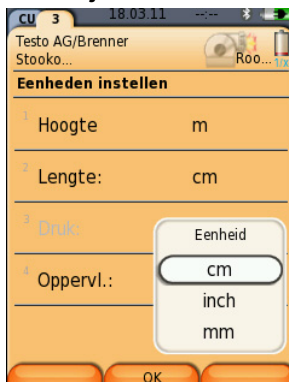 CU 3 18.03.11 --:--
Testo AG/Brenner
Stooko... Roo... 1/x
Eenheden instellen
1 Hoogte m
2 Lengte: cm
3 Druk:
4 Oppervl.:
Eenheid
cm
inch
mm
OK